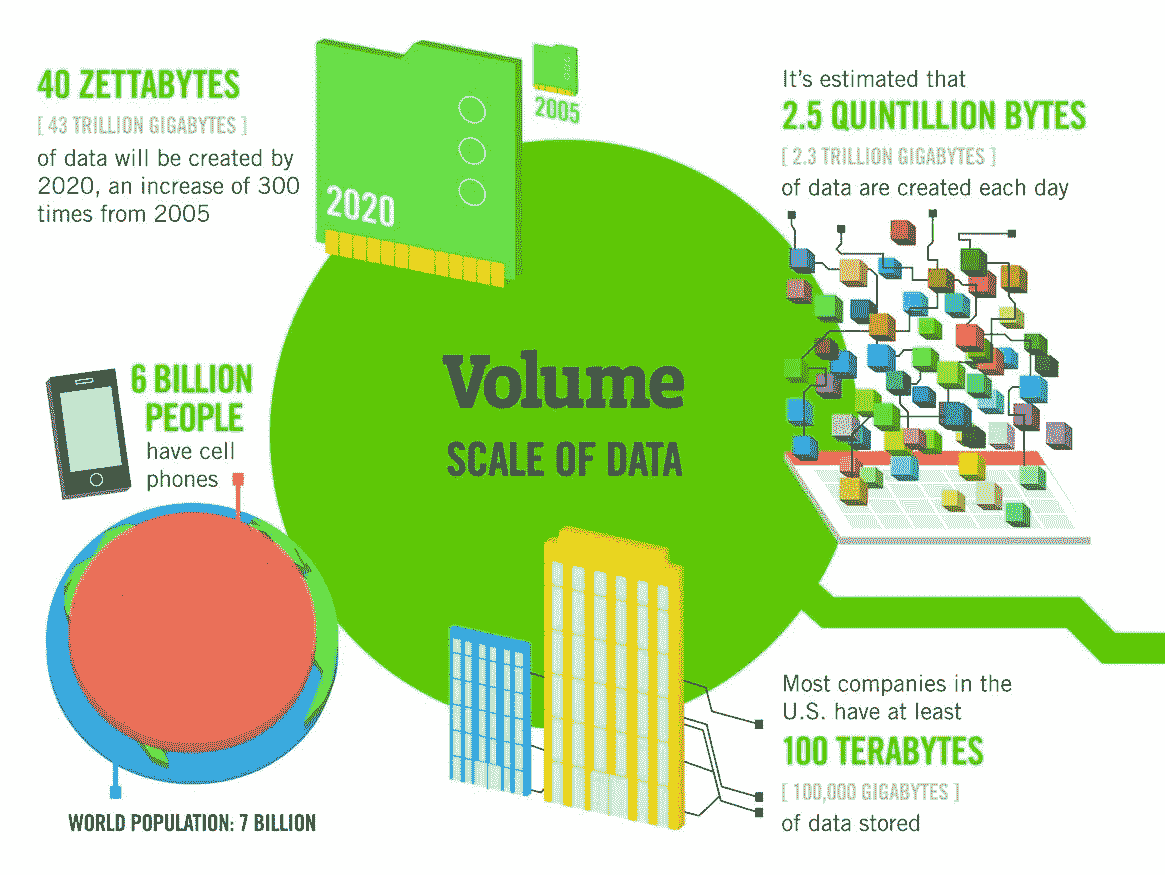 40 ZETTABYTES
[ 43 TRILLION GIGABYTES ]
of data will be created by
2020, an increase of 300
times from 2005
2020
2005
It's estimated that
2.5 QUINTILLION BYTES
[ 2.3 TRILLION GIGABYTES ]
of data are created each day
6 BILLION
PEOPLE
have cell
phones
WORLD POPULATION: 7 BILLION
Volume
SCALE OF DATA
Most companies in the
U.S. have at least
100 TERABYTES
[ 100,000 GIGABYTES ]
of data stored